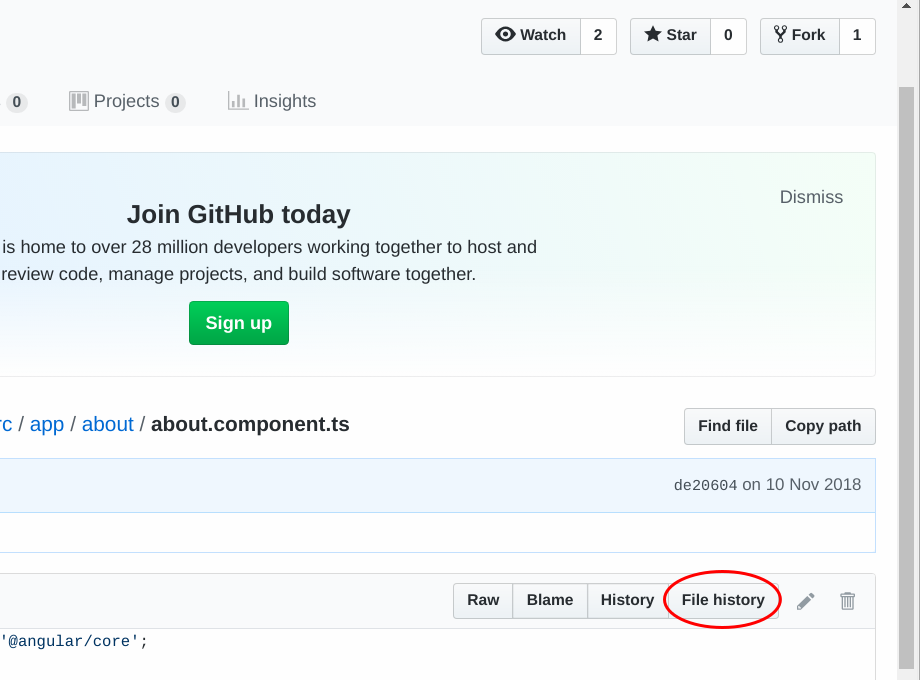 Watch 2 Star 0 Fork 1
0 Projects 0 Insights
Dismiss
Join GitHub today
is home to over 28 million developers working together to host and
review code, manage projects, and build software together.
Sign up
rc / app / about / about.component.ts Find file Copy path
de20604 on 10 Nov 2018
Raw Blame History File history
'@angular/core';